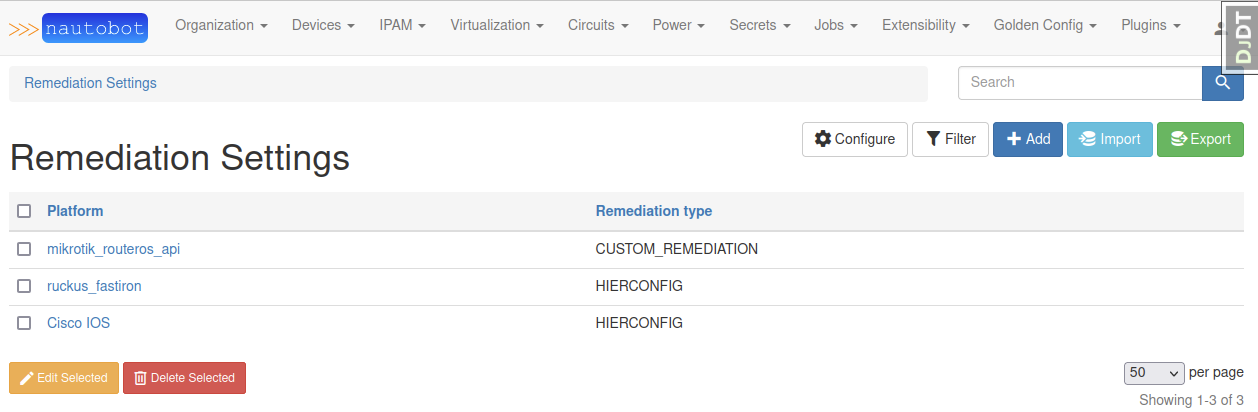 >>> nautobot Organization Devices IPAM Virtualization Circuits Power Secrets Jobs Extensibility Golden Config Plugins DJDT
Remediation Settings Search
Remediation Settings Configure Filter Add Import Export
Platform Remediation type
mikrotik_routeros_api CUSTOM_REMEDIATION
ruckus_fastiron HIERCONFIG
Cisco IOS HIERCONFIG
Edit Selected Delete Selected 50 per page
Showing 1-3 of 3